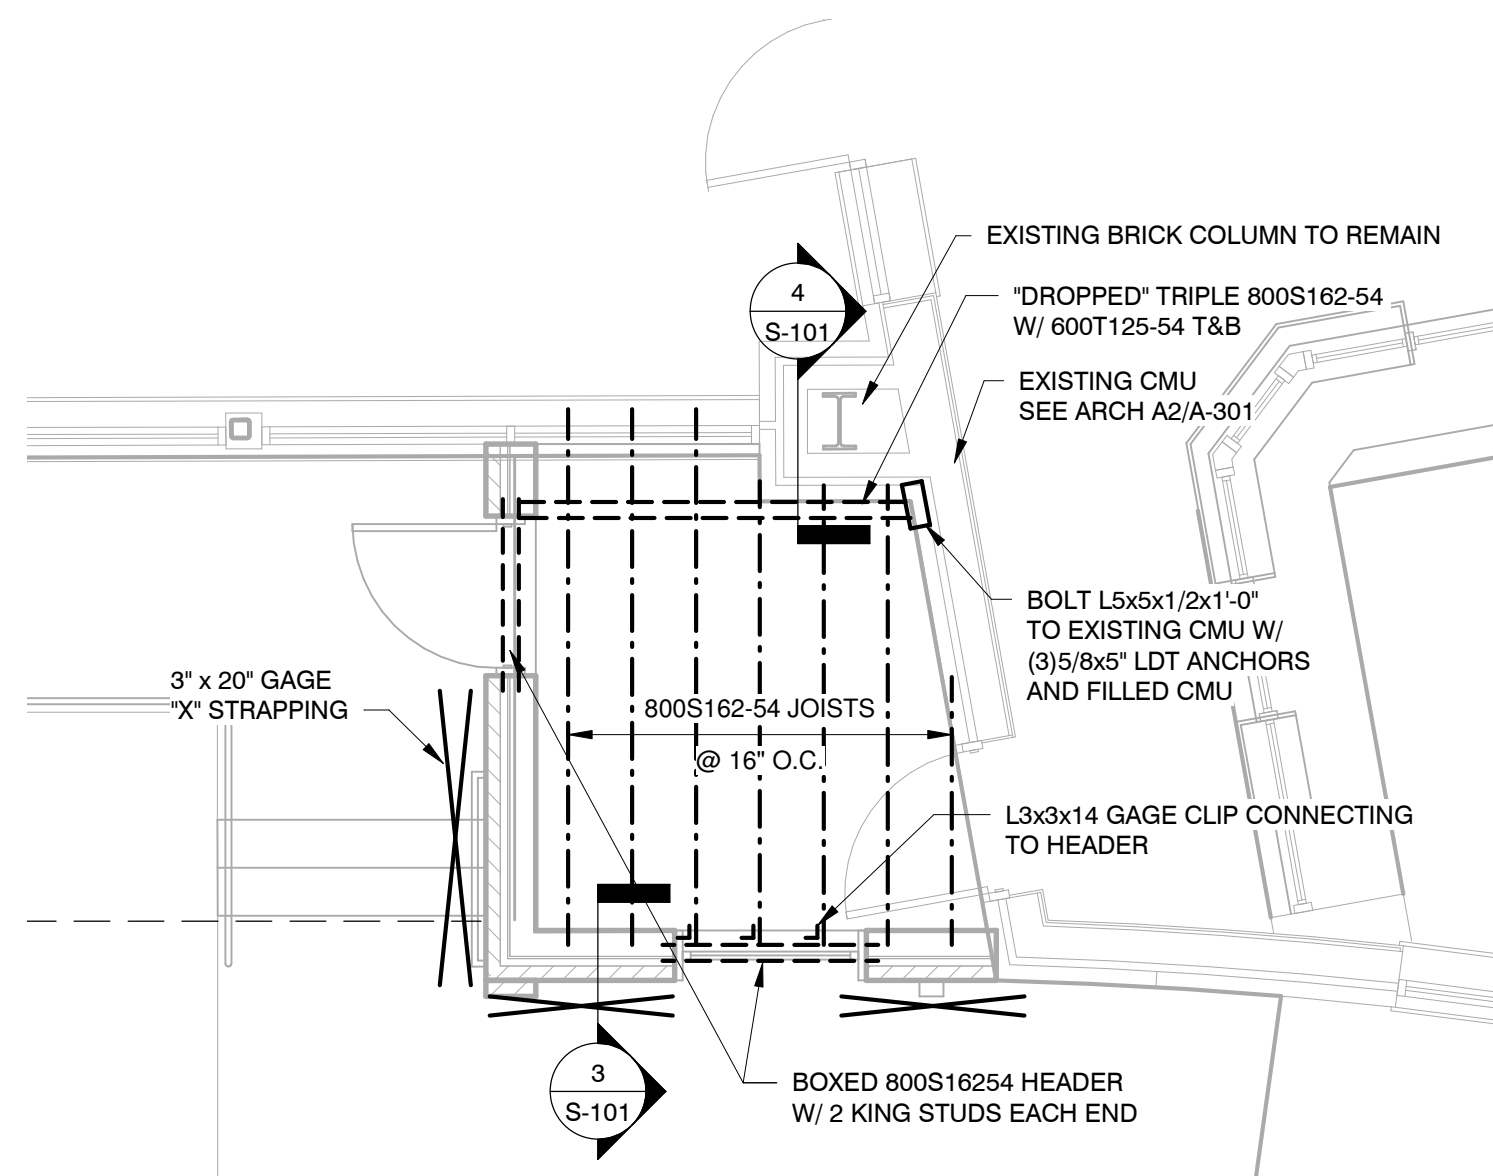 EXISTING BRICK COLUMN TO REMAIN
4
S-101
"DROPPED" TRIPLE 800S162-54
W/ 600T125-54 T&B
EXISTING CMU
SEE ARCH A2/A-301
BOLT L5x5x1/2x1'-0"
TO EXISTING CMU W/
(3)5/8x5" LDT ANCHORS
AND FILLED CMU
3" x 20" GAGE
"X" STRAPPING
800S162-54 JOISTS
@ 16" O.C.
L3x3x14 GAGE CLIP CONNECTING
TO HEADER
3
S-101
BOXED 800S16254 HEADER
W/ 2 KING STUDS EACH END